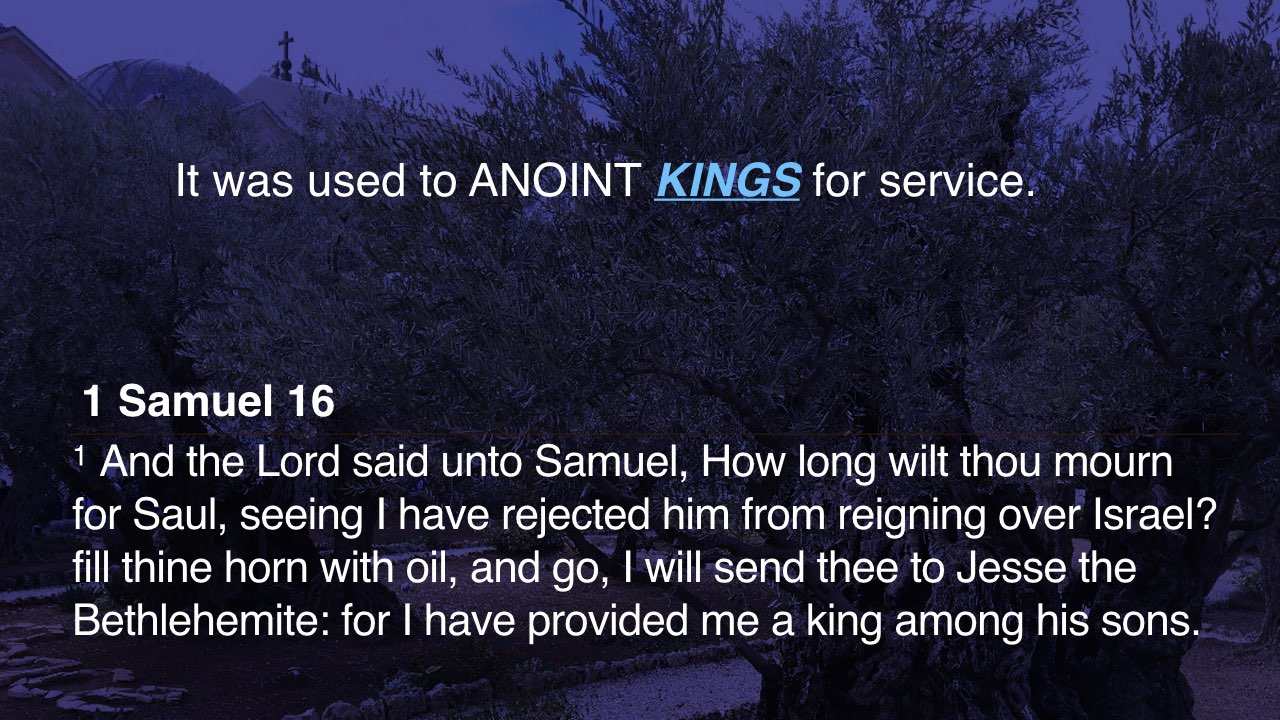 It was used to ANOINT KINGS for service.
1 Samuel 16
1 And the Lord said unto Samuel, How long wilt thou mourn
for Saul, seeing I have rejected him from reigning over Israel?
fill thine horn with oil, and go, I will send thee to Jesse the
Bethlehemite: for I have provided me a king among his sons.